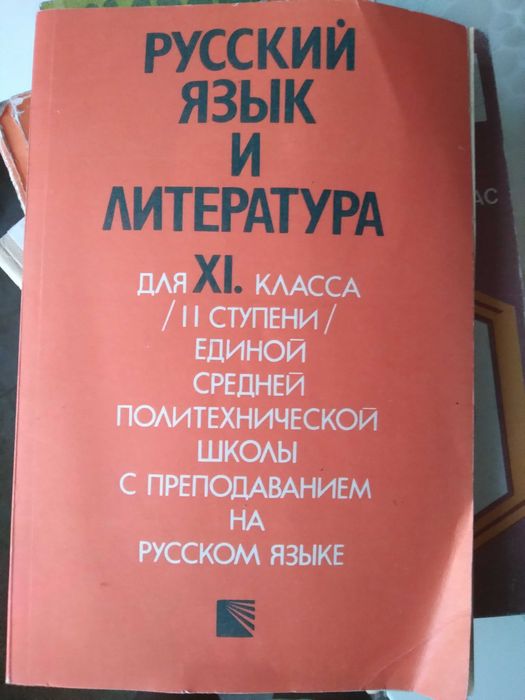 РУССКИЙ
ЯЗЫК
И
ЛИТЕРАТУРА
ДЛЯ XI. КЛАССА
/ II СТУПЕНИ /
ЕДИНОЙ
СРЕДНЕЙ
ПОЛИТЕХНИЧЕСКОЙ
ШКОЛЫ
С ПРЕПОДАВАНИЕМ
НА
РУССКОМ ЯЗЫКЕ